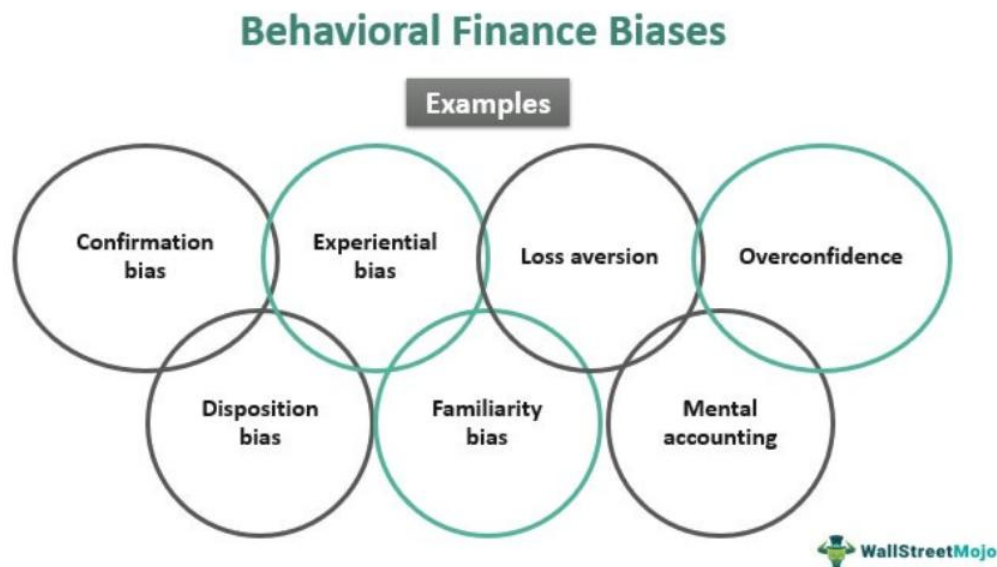 Behavioral Finance Biases
Examples
Confirmation
bias
Experiential
bias
Loss aversion
Overconfidence
Disposition
bias
Familiarity
bias
Mental
accounting
WallStreetMojo